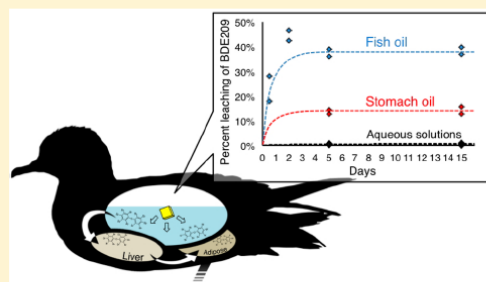 Percent leaching of BDE209
50%
40%
30%
20%
10%
0%
Fish oil
Stomach oil
Aqueous solutions
0 1 2 3 4 5 6 7 8 9 10 11 12 13 14 15
Days
Liver
Adipose